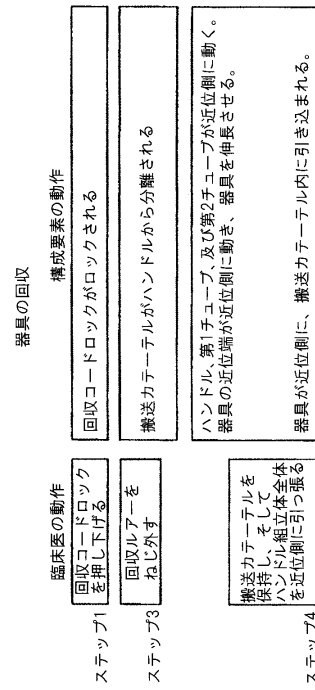 器具の回収
臨床医の動作
構成要素の動作
ステップ1
回収コードロック
を押し下げる
回収コードロックがロックされる
ステップ3
回収ルアーを
ねじ外す
搬送カテーテルがハンドルから分離される
ステップ4
搬送カテーテルを
保持し、そして
ハンドル組立体全体
を近位側に引っ張る
ハンドル、第1チューブ、及び第2チューブが近位側に動く。
器具の近位端が近位側に動き、器具を伸長させる。
器具が近位側に、搬送カテーテル内に引き込まれる。